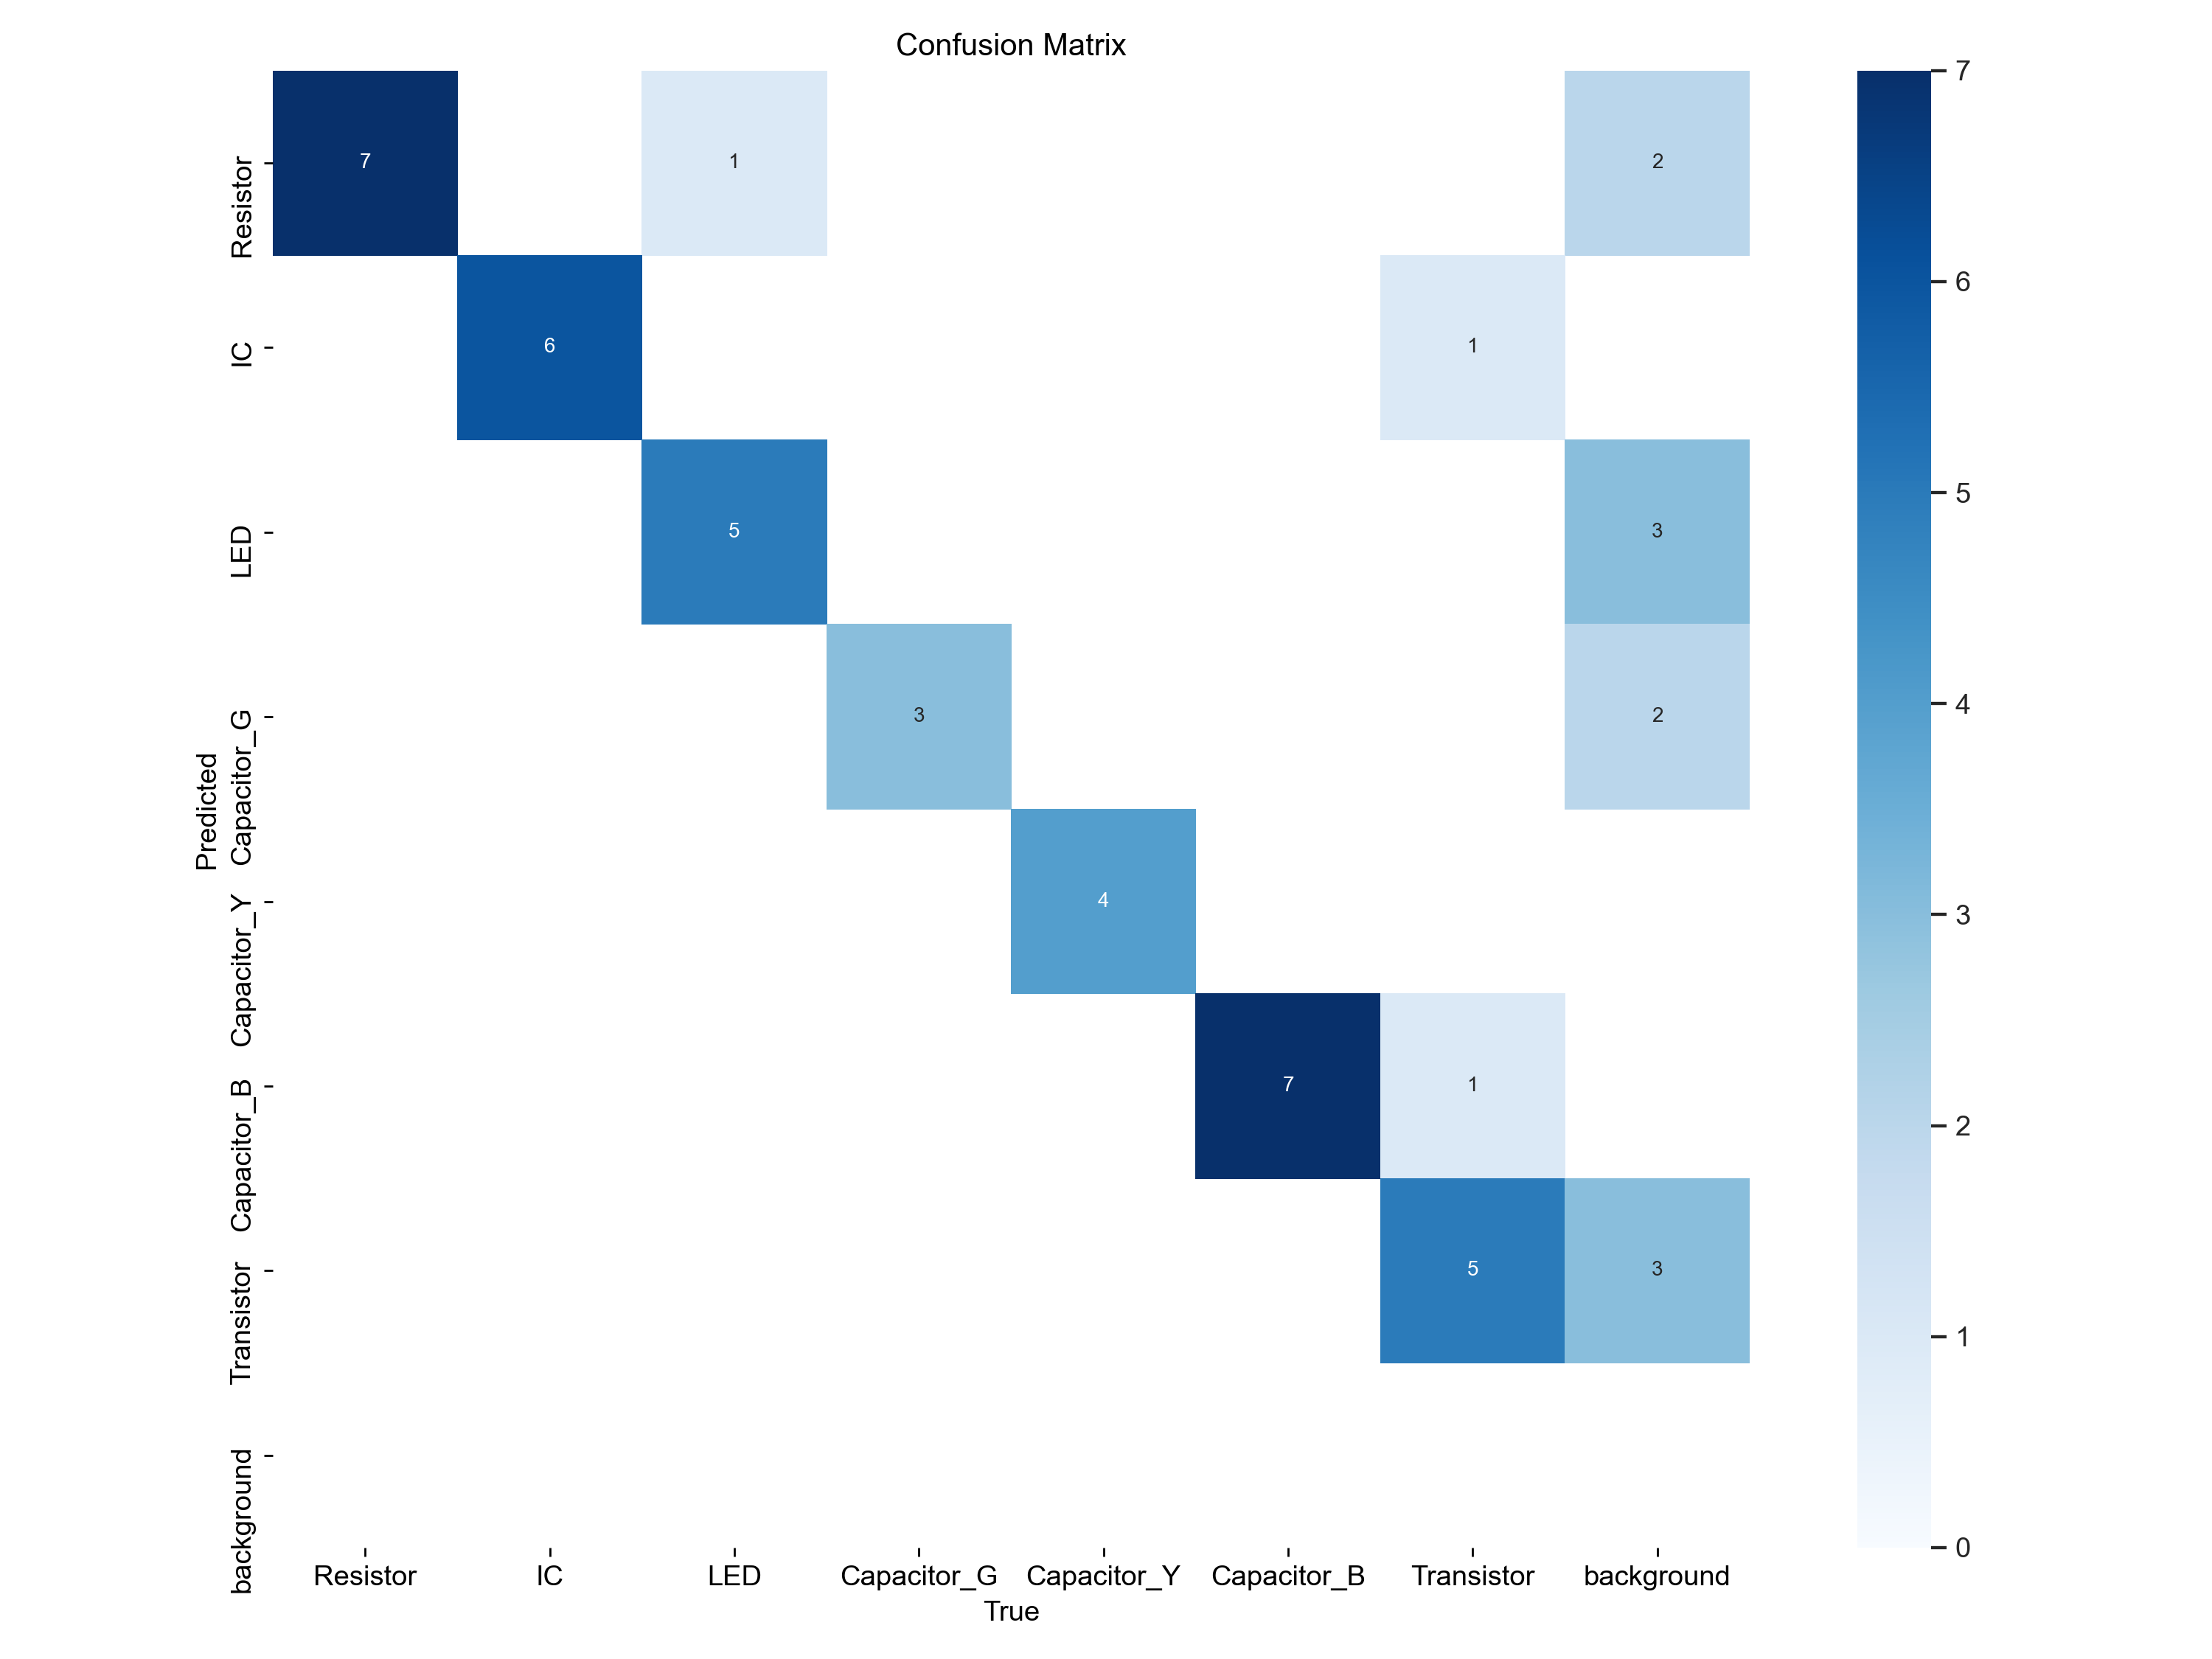 Confusion Matrix
Predicted
Resistor
IC
LED
Capacitor_G
Capacitor_Y
Capacitor_B
Transistor
background
7 1 2
6 1
5 3
3 2
4
7 1
5 3
Resistor IC LED Capacitor_G Capacitor_Y Capacitor_B Transistor background
True
7
6
5
4
3
2
1
0